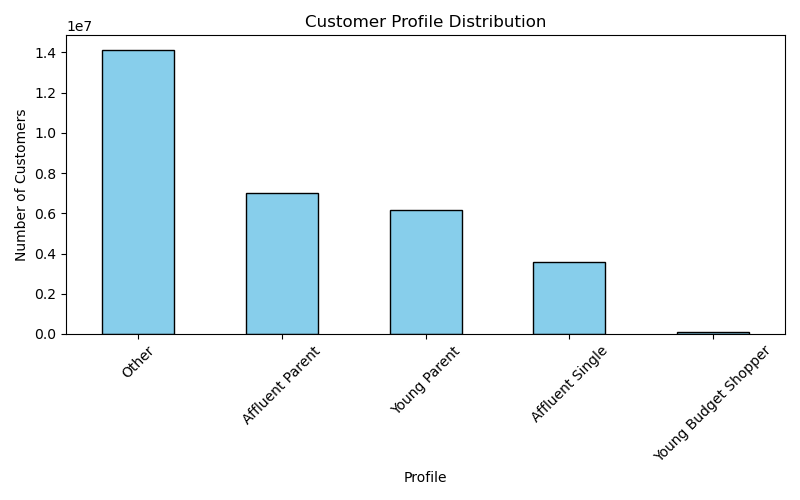 Customer Profile Distribution
1e7
1.4
1.2
1.0
0.8
0.6
0.4
0.2
0.0
Number of Customers
Other
Affluent Parent
Young Parent
Affluent Single
Young Budget Shopper
Profile